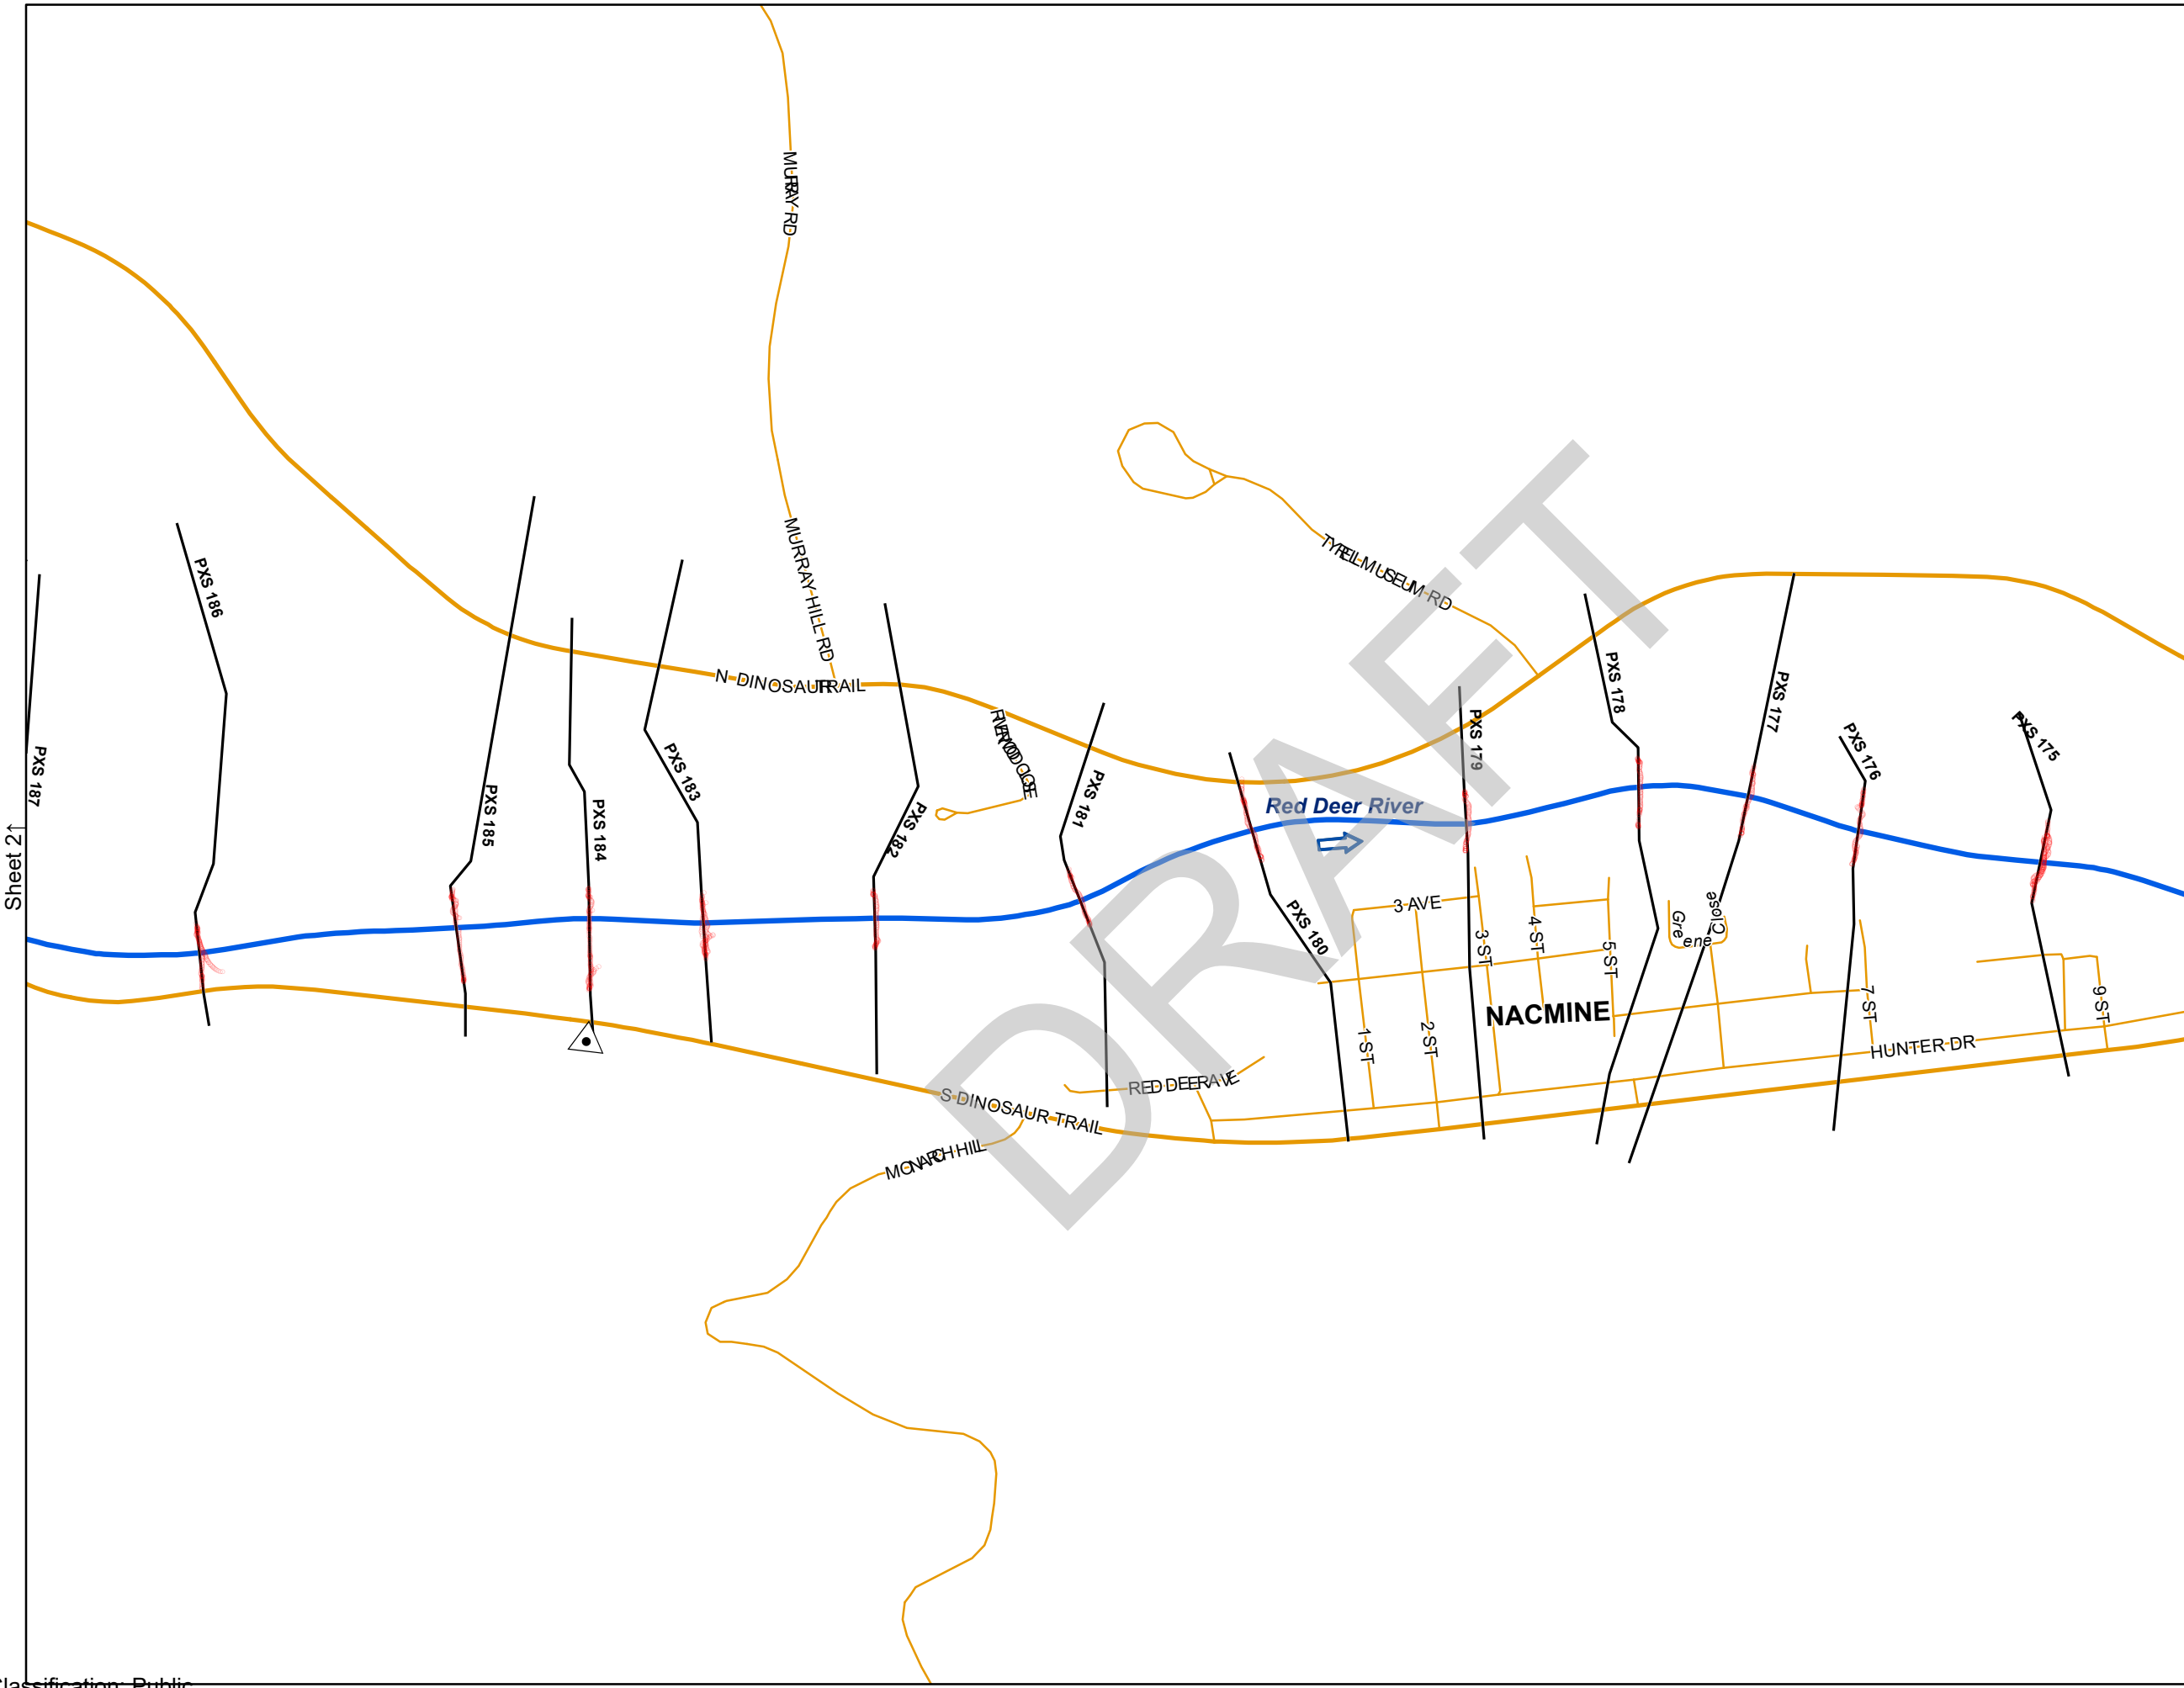 MURRAY RD
MURRAY HILL RD
TYRELL MUSEUM RD
PXS 186
PXS 187
PXS 185
PXS 184
PXS 183
N DINOSAUR TRAIL
PXS 182
PXS 181
PXS 180
PXS 179
PXS 178
PXS 177
PXS 176
PXS 175
Red Deer River
Sheet 2↑
3 AVE
3 ST
4 ST
5 ST
Greene Close
1 ST
2 ST
NACMINE
7 ST
9 ST
HUNTER DR
RED DEER AVE
S DINOSAUR TRAIL
MONARCH HILL
DRAFT
Classification: Public